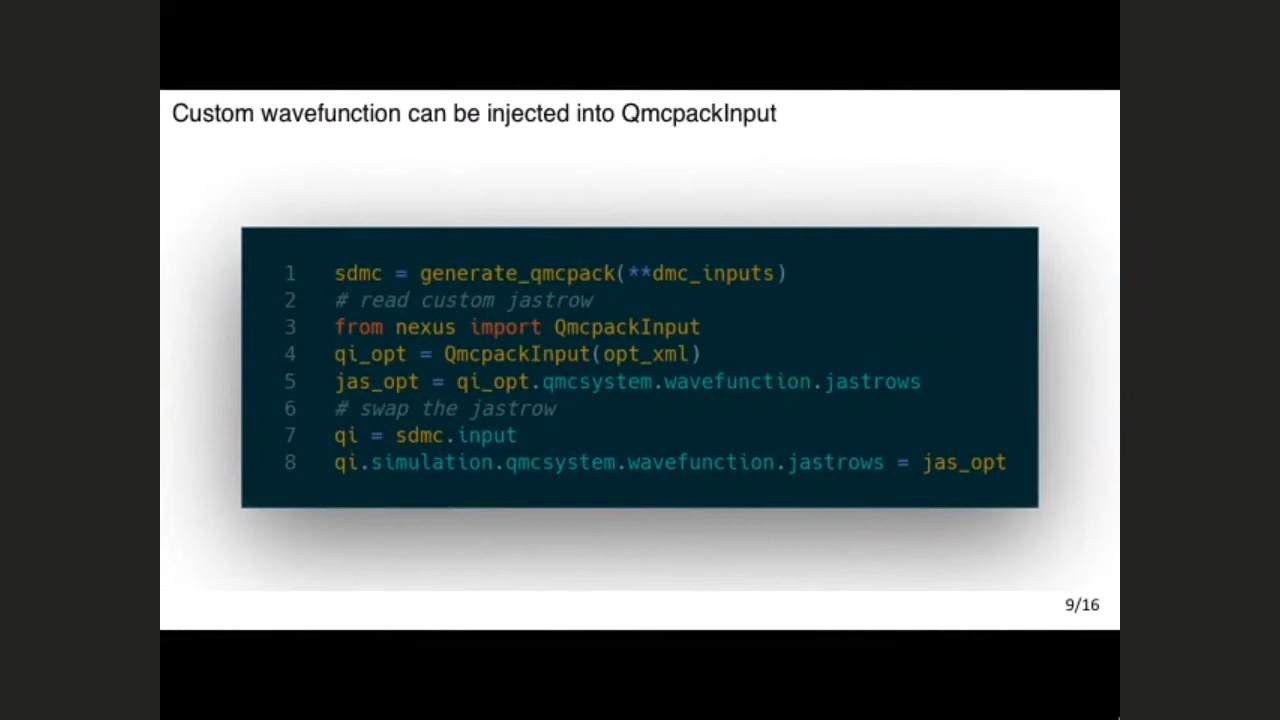 Custom wavefunction can be injected into QmcpackInput
1 sdmc = generate_qmcpack(**dmc_inputs)
2 # read custom jastrow
3 from nexus import QmcpackInput
4 qi_opt = QmcpackInput(opt_xml)
5 jas_opt = qi_opt.qmcsystem.wavefunction.jastrows
6 # swap the jastrow
7 qi = sdmc.input
8 qi.simulation.qmcsystem.wavefunction.jastrows = jas_opt
9/16